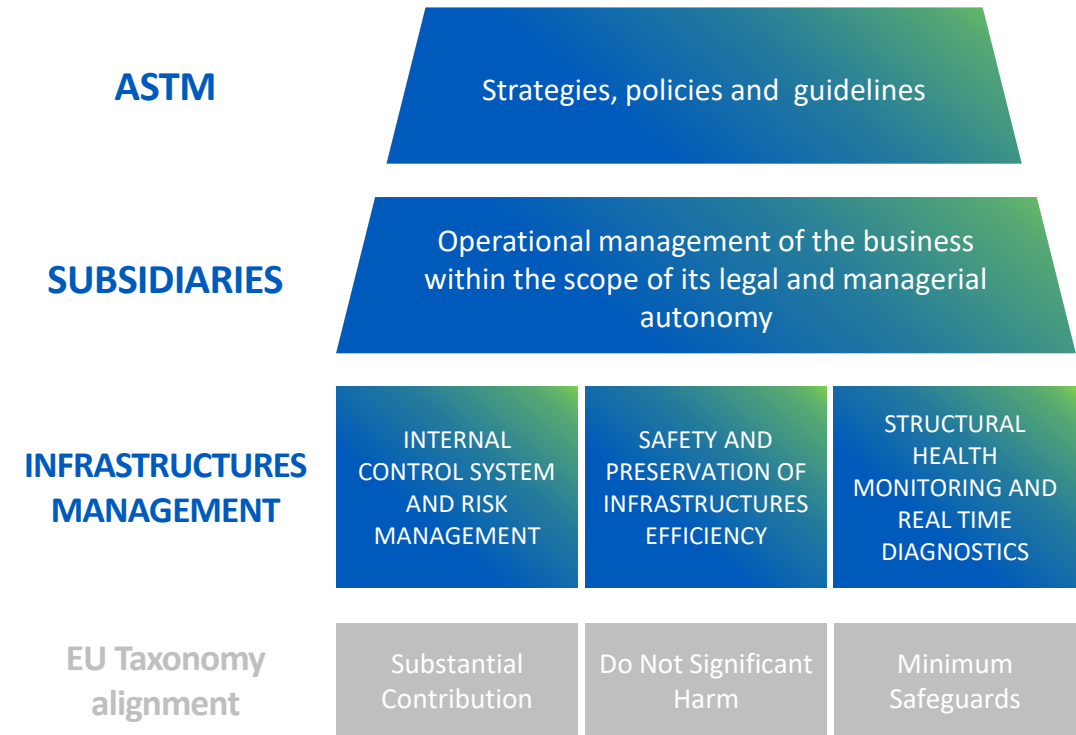 ASTM
Strategies, policies and guidelines
SUBSIDIARIES
Operational management of the business
within the scope of its legal and managerial
autonomy
INFRASTRUCTURES
MANAGEMENT
INTERNAL
CONTROL SYSTEM
AND RISK
MANAGEMENT
SAFETY AND
PRESERVATION OF
INFRASTRUCTURES
EFFICIENCY
STRUCTURAL
HEALTH
MONITORING AND
REAL TIME
DIAGNOSTICS
EU Taxonomy
alignment
Substantial
Contribution
Do Not Significant
Harm
Minimum
Safeguards